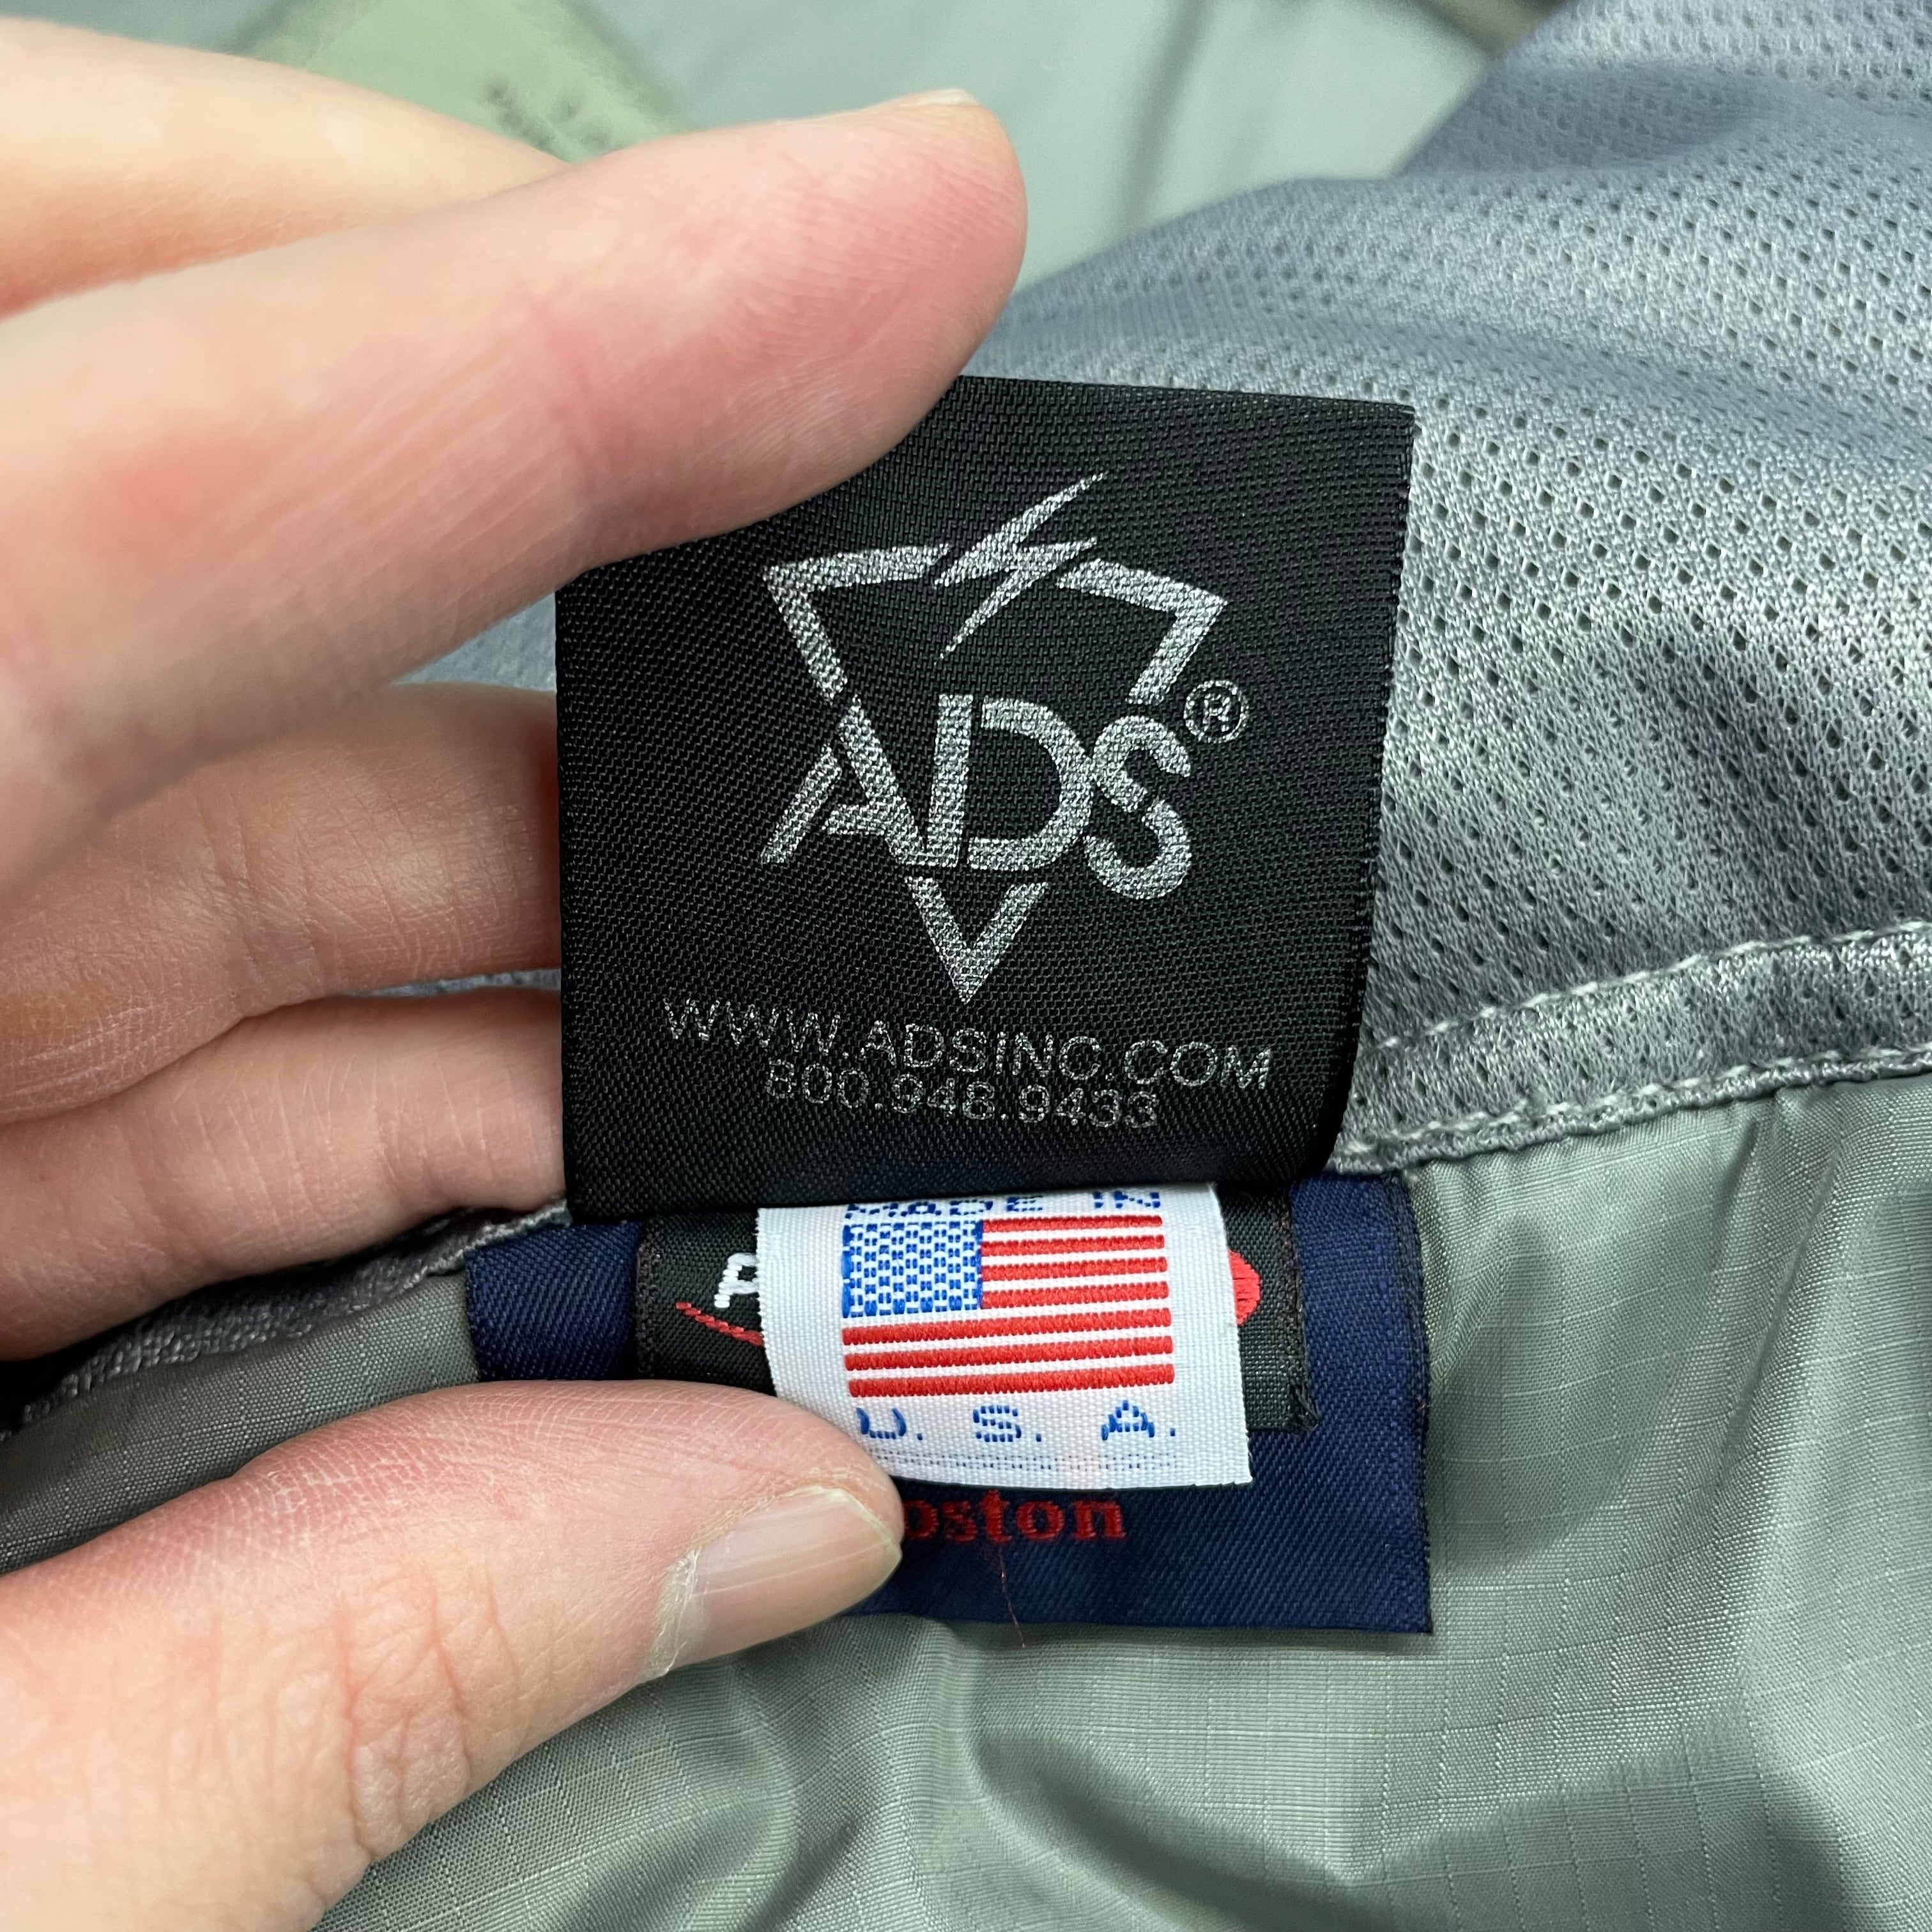 ADS®
WWW.ADSINC.COM
800.948.9433
MADE IN
U. S. A.
oston